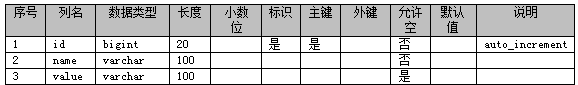 序号 列名 数据类型 长度 小数位 标识 主键 外键 允许空 默认值 说明
1 id bigint 20 是 是 否 auto_increment
2 name varchar 100 否
3 value varchar 100 是